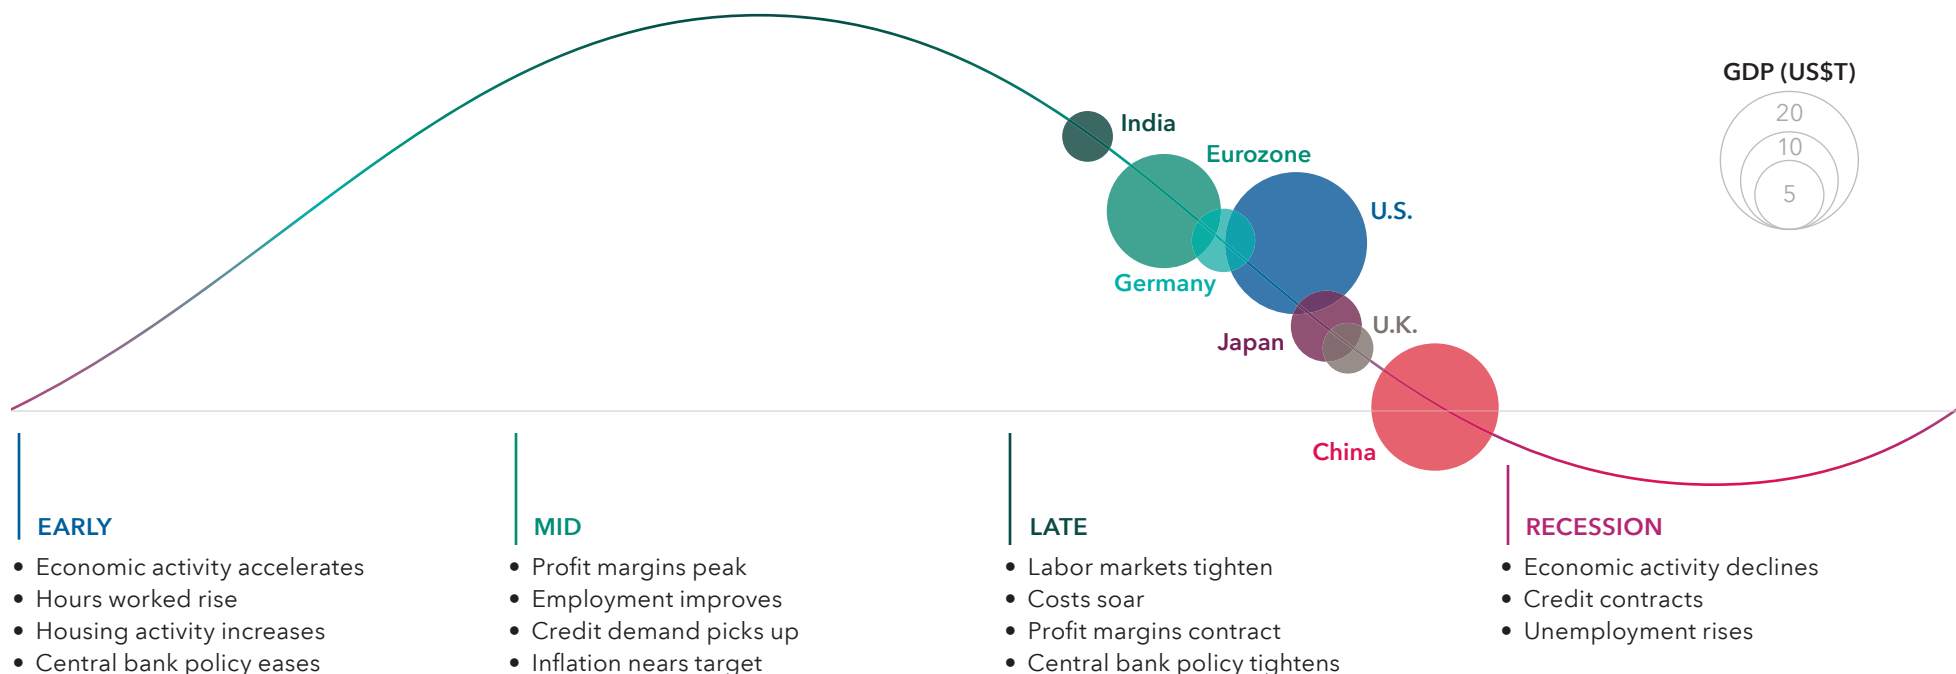 GDP (US$T)
20
10
5
India
Eurozone
U.S.
Germany
U.K.
Japan
China
EARLY
• Economic activity accelerates
• Hours worked rise
• Housing activity increases
• Central bank policy eases
MID
• Profit margins peak
• Employment improves
• Credit demand picks up
• Inflation nears target
LATE
• Labor markets tighten
• Costs soar
• Profit margins contract
• Central bank policy tightens
RECESSION
• Economic activity declines
• Credit contracts
• Unemployment rises